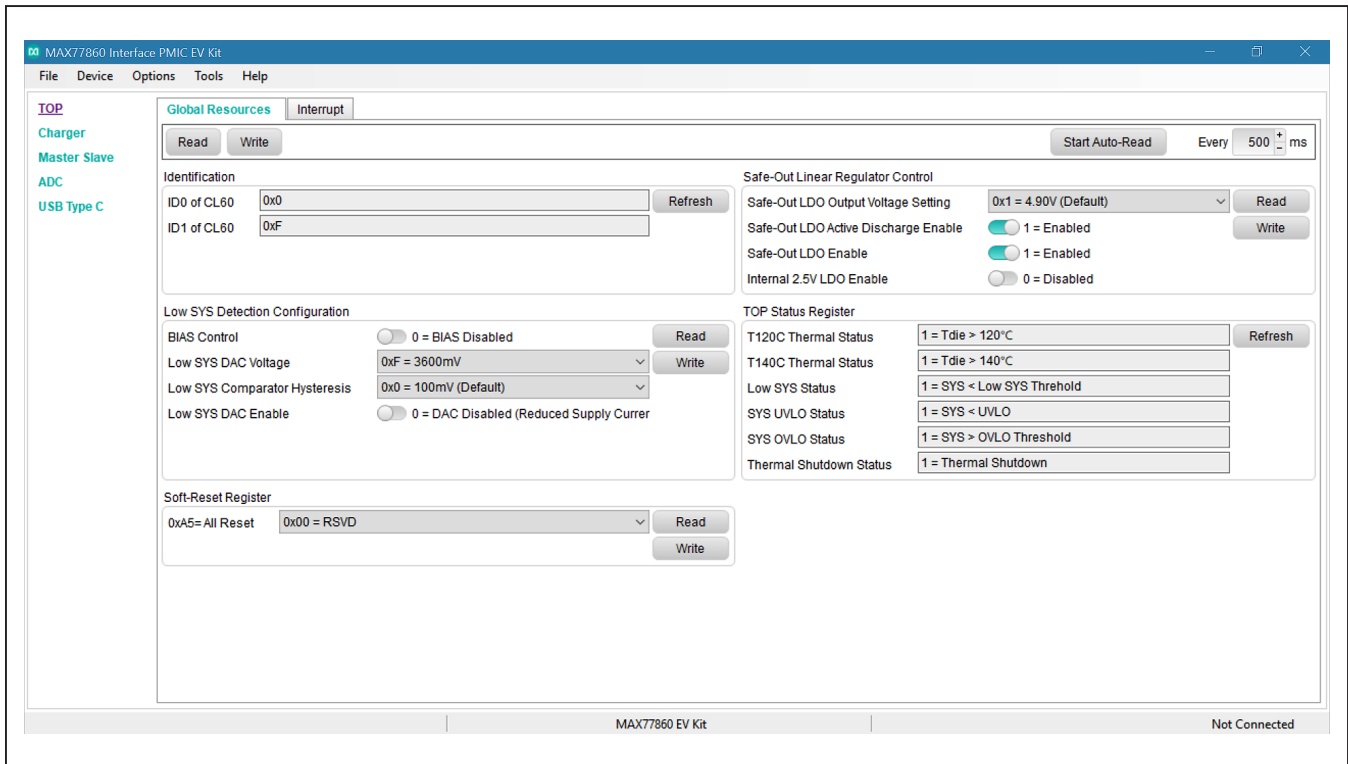 MAX77860 Interface PMIC EV Kit
File Device Options Tools Help
TOP
Charger
Master Slave
ADC
USB Type C
Global Resources Interrupt
Read Write Start Auto-Read Every 500 + - ms
Identification
ID0 of CL60 0x0 Refresh
ID1 of CL60 0xF
Safe-Out Linear Regulator Control
Safe-Out LDO Output Voltage Setting 0x1 = 4.90V (Default) Read
Safe-Out LDO Active Discharge Enable 1 = Enabled Write
Safe-Out LDO Enable 1 = Enabled
Internal 2.5V LDO Enable 0 = Disabled
Low SYS Detection Configuration
BIAS Control 0 = BIAS Disabled Read
Low SYS DAC Voltage 0xF = 3600mV Write
Low SYS Comparator Hysteresis 0x0 = 100mV (Default)
Low SYS DAC Enable 0 = DAC Disabled (Reduced Supply Currer
TOP Status Register
T120C Thermal Status 1 = Tdie > 120°C Refresh
T140C Thermal Status 1 = Tdie > 140°C
Low SYS Status 1 = SYS < Low SYS Threhold
SYS UVLO Status 1 = SYS < UVLO
SYS OVLO Status 1 = SYS > OVLO Threshold
Thermal Shutdown Status 1 = Thermal Shutdown
Soft-Reset Register
0xA5= All Reset 0x00 = RSVD Read
Write
MAX77860 EV Kit Not Connected